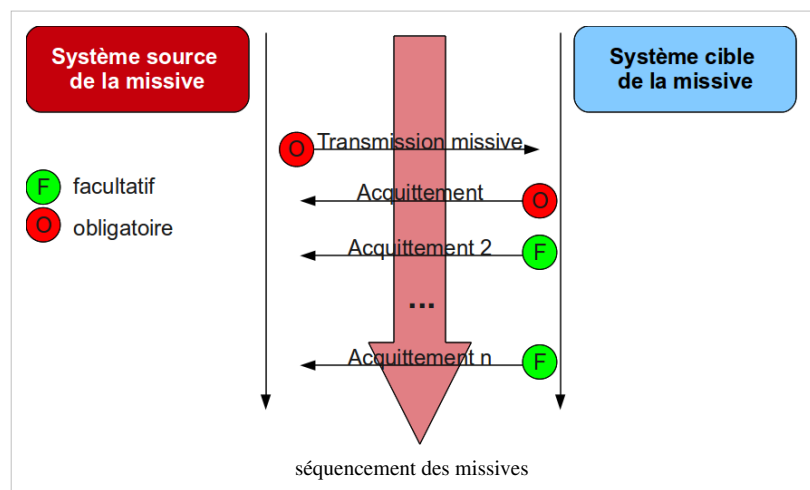 Système source
de la missive
Système cible
de la missive
O Transmission missive
F facultatif
Acquittement O
O obligatoire
Acquittement 2 F
...
Acquittement n F
séquencement des missives